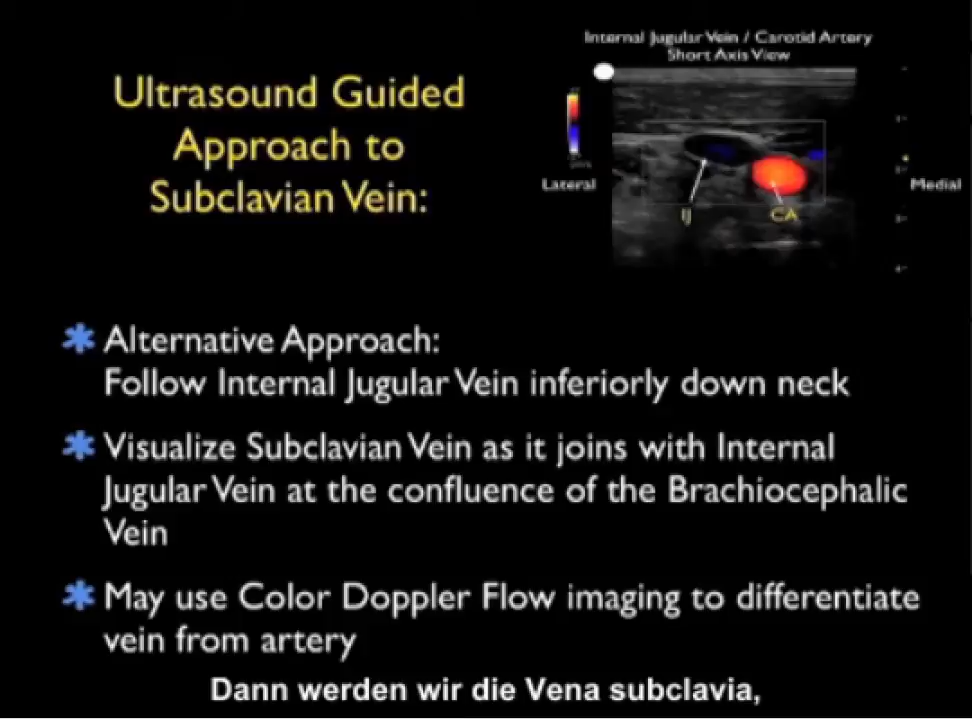 Internal Jugular Vein / Carotid Artery
Short Axis View
Ultrasound Guided
Approach to
Subclavian Vein:
Lateral
Medial
IJ
CA
Alternative Approach:
Follow Internal Jugular Vein inferiorly down neck
Visualize Subclavian Vein as it joins with Internal
Jugular Vein at the confluence of the Brachiocephalic
Vein
May use Color Doppler Flow imaging to differentiate
vein from artery
Dann werden wir die Vena subclavia,